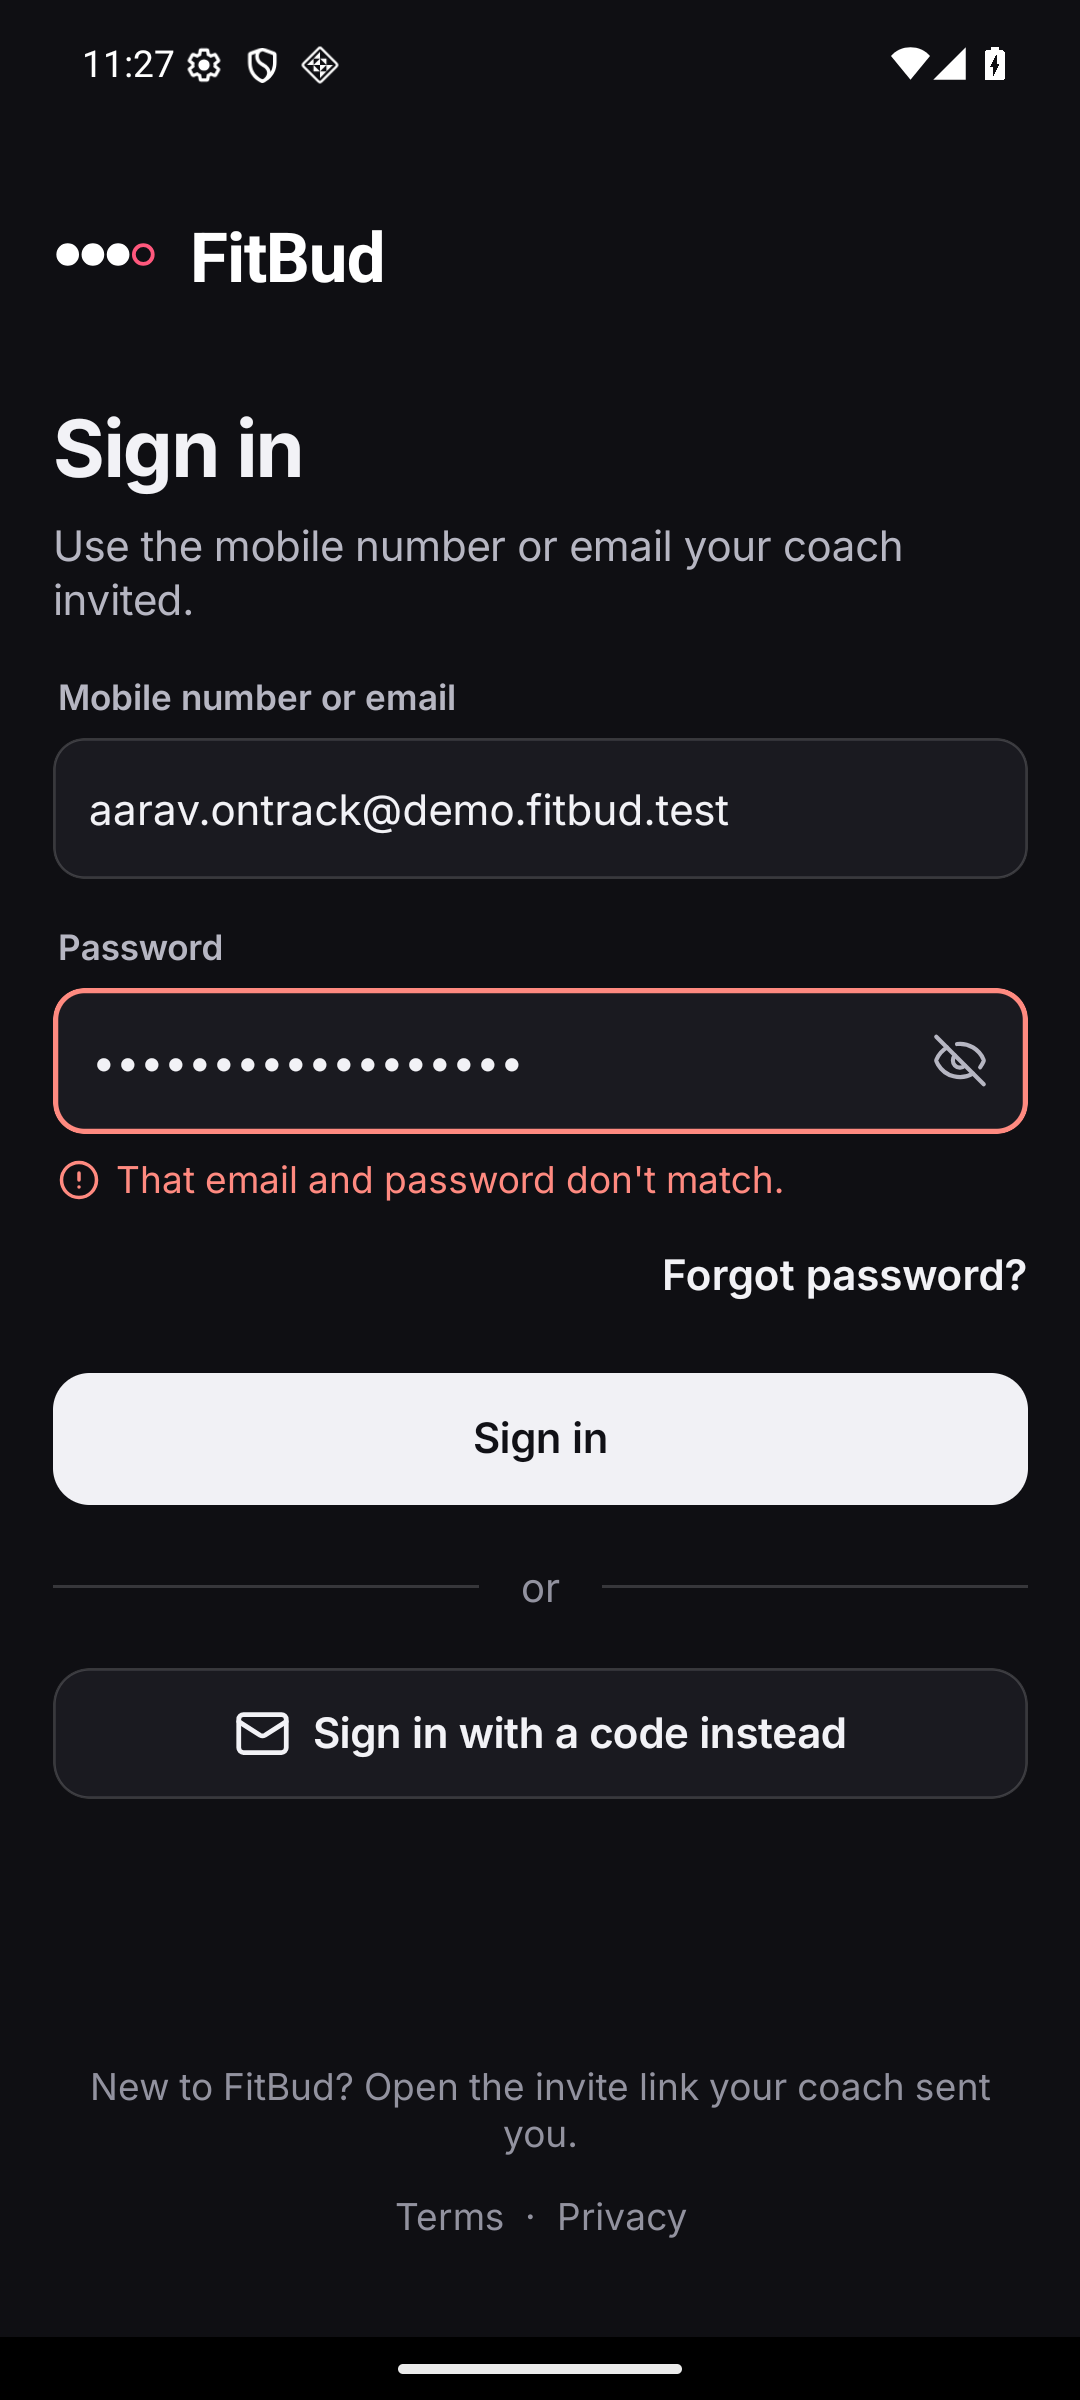 11:27
FitBud
Sign in
Use the mobile number or email your coach
invited.
Mobile number or email
aarav.ontrack@demo.fitbud.test
Password
••••••••••••••••••
That email and password don't match.
Forgot password?
Sign in
or
Sign in with a code instead
New to FitBud? Open the invite link your coach sent
you.
Terms · Privacy